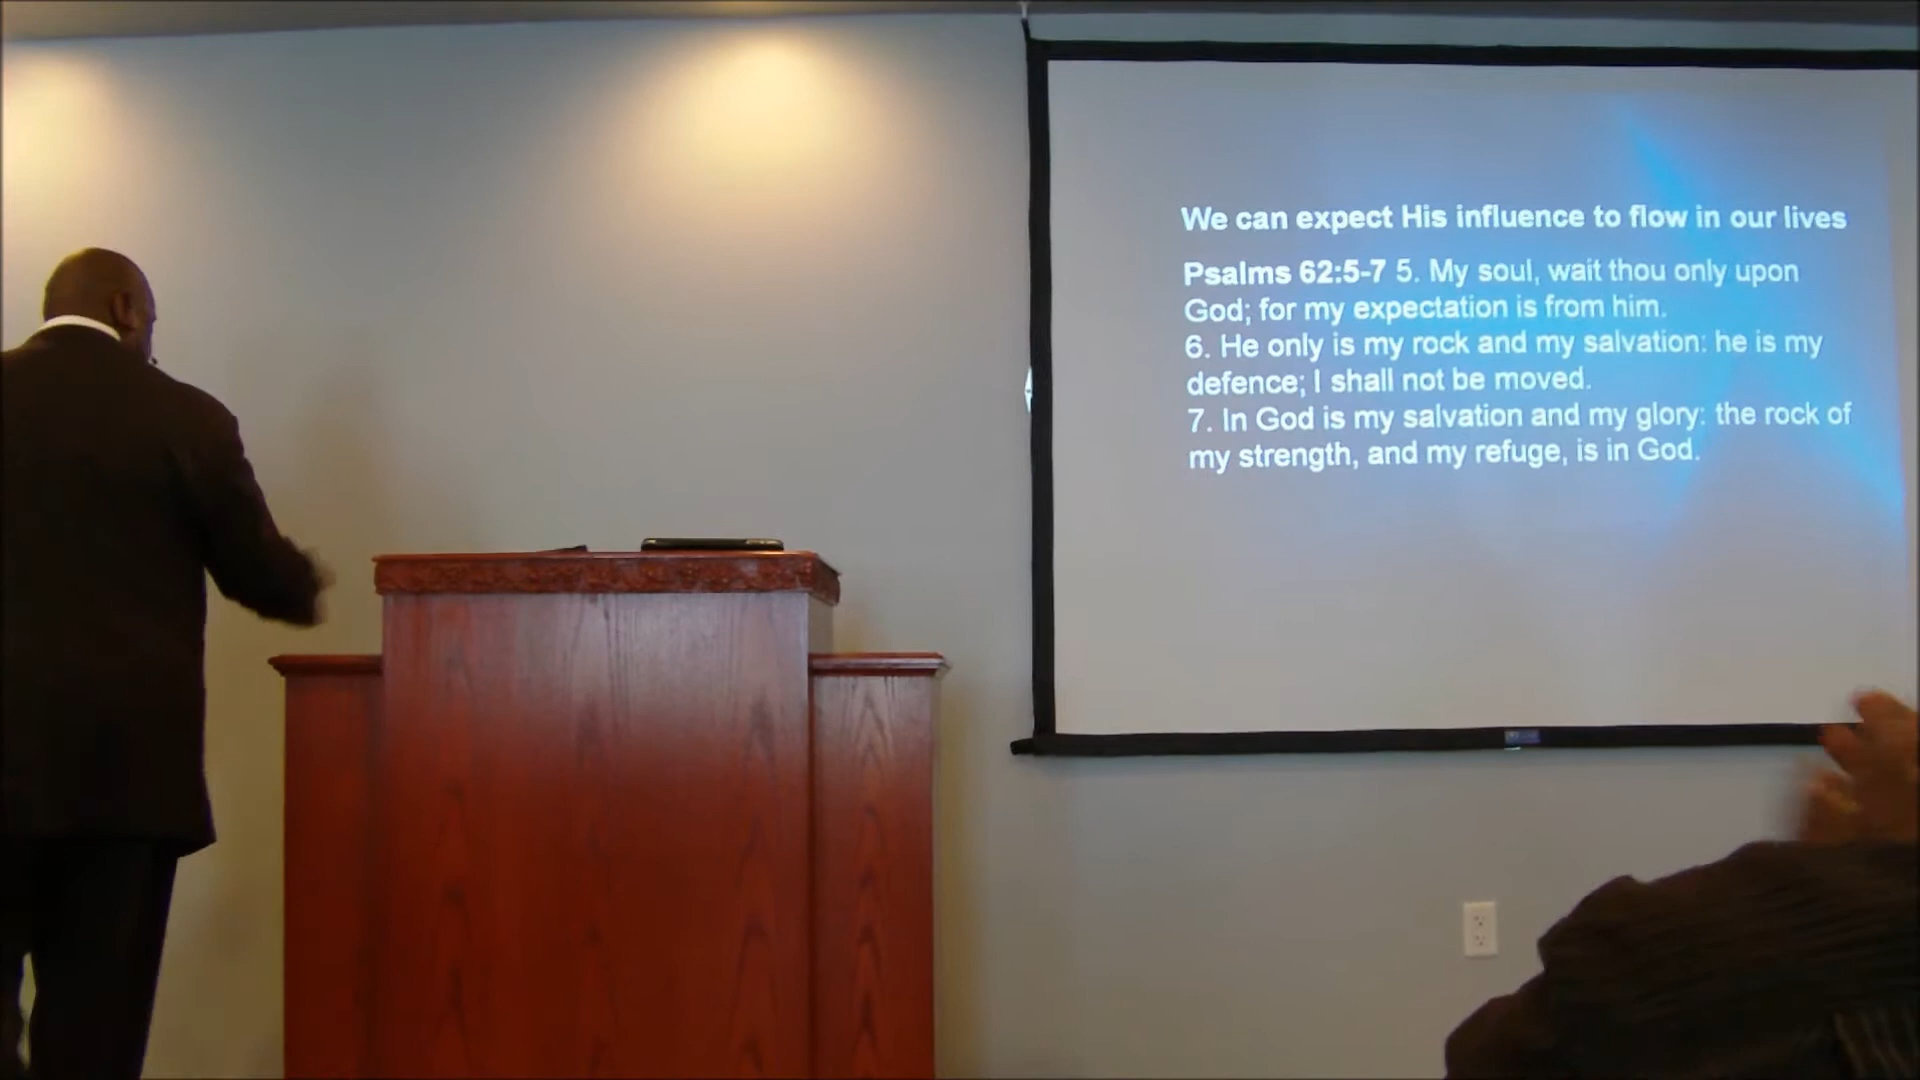 We can expect His influence to flow in our lives
Psalms 62:5-7 5. My soul, wait thou only upon
God; for my expectation is from him.
6. He only is my rock and my salvation: he is my
defence; I shall not be moved.
7. In God is my salvation and my glory: the rock of
my strength, and my refuge, is in God.